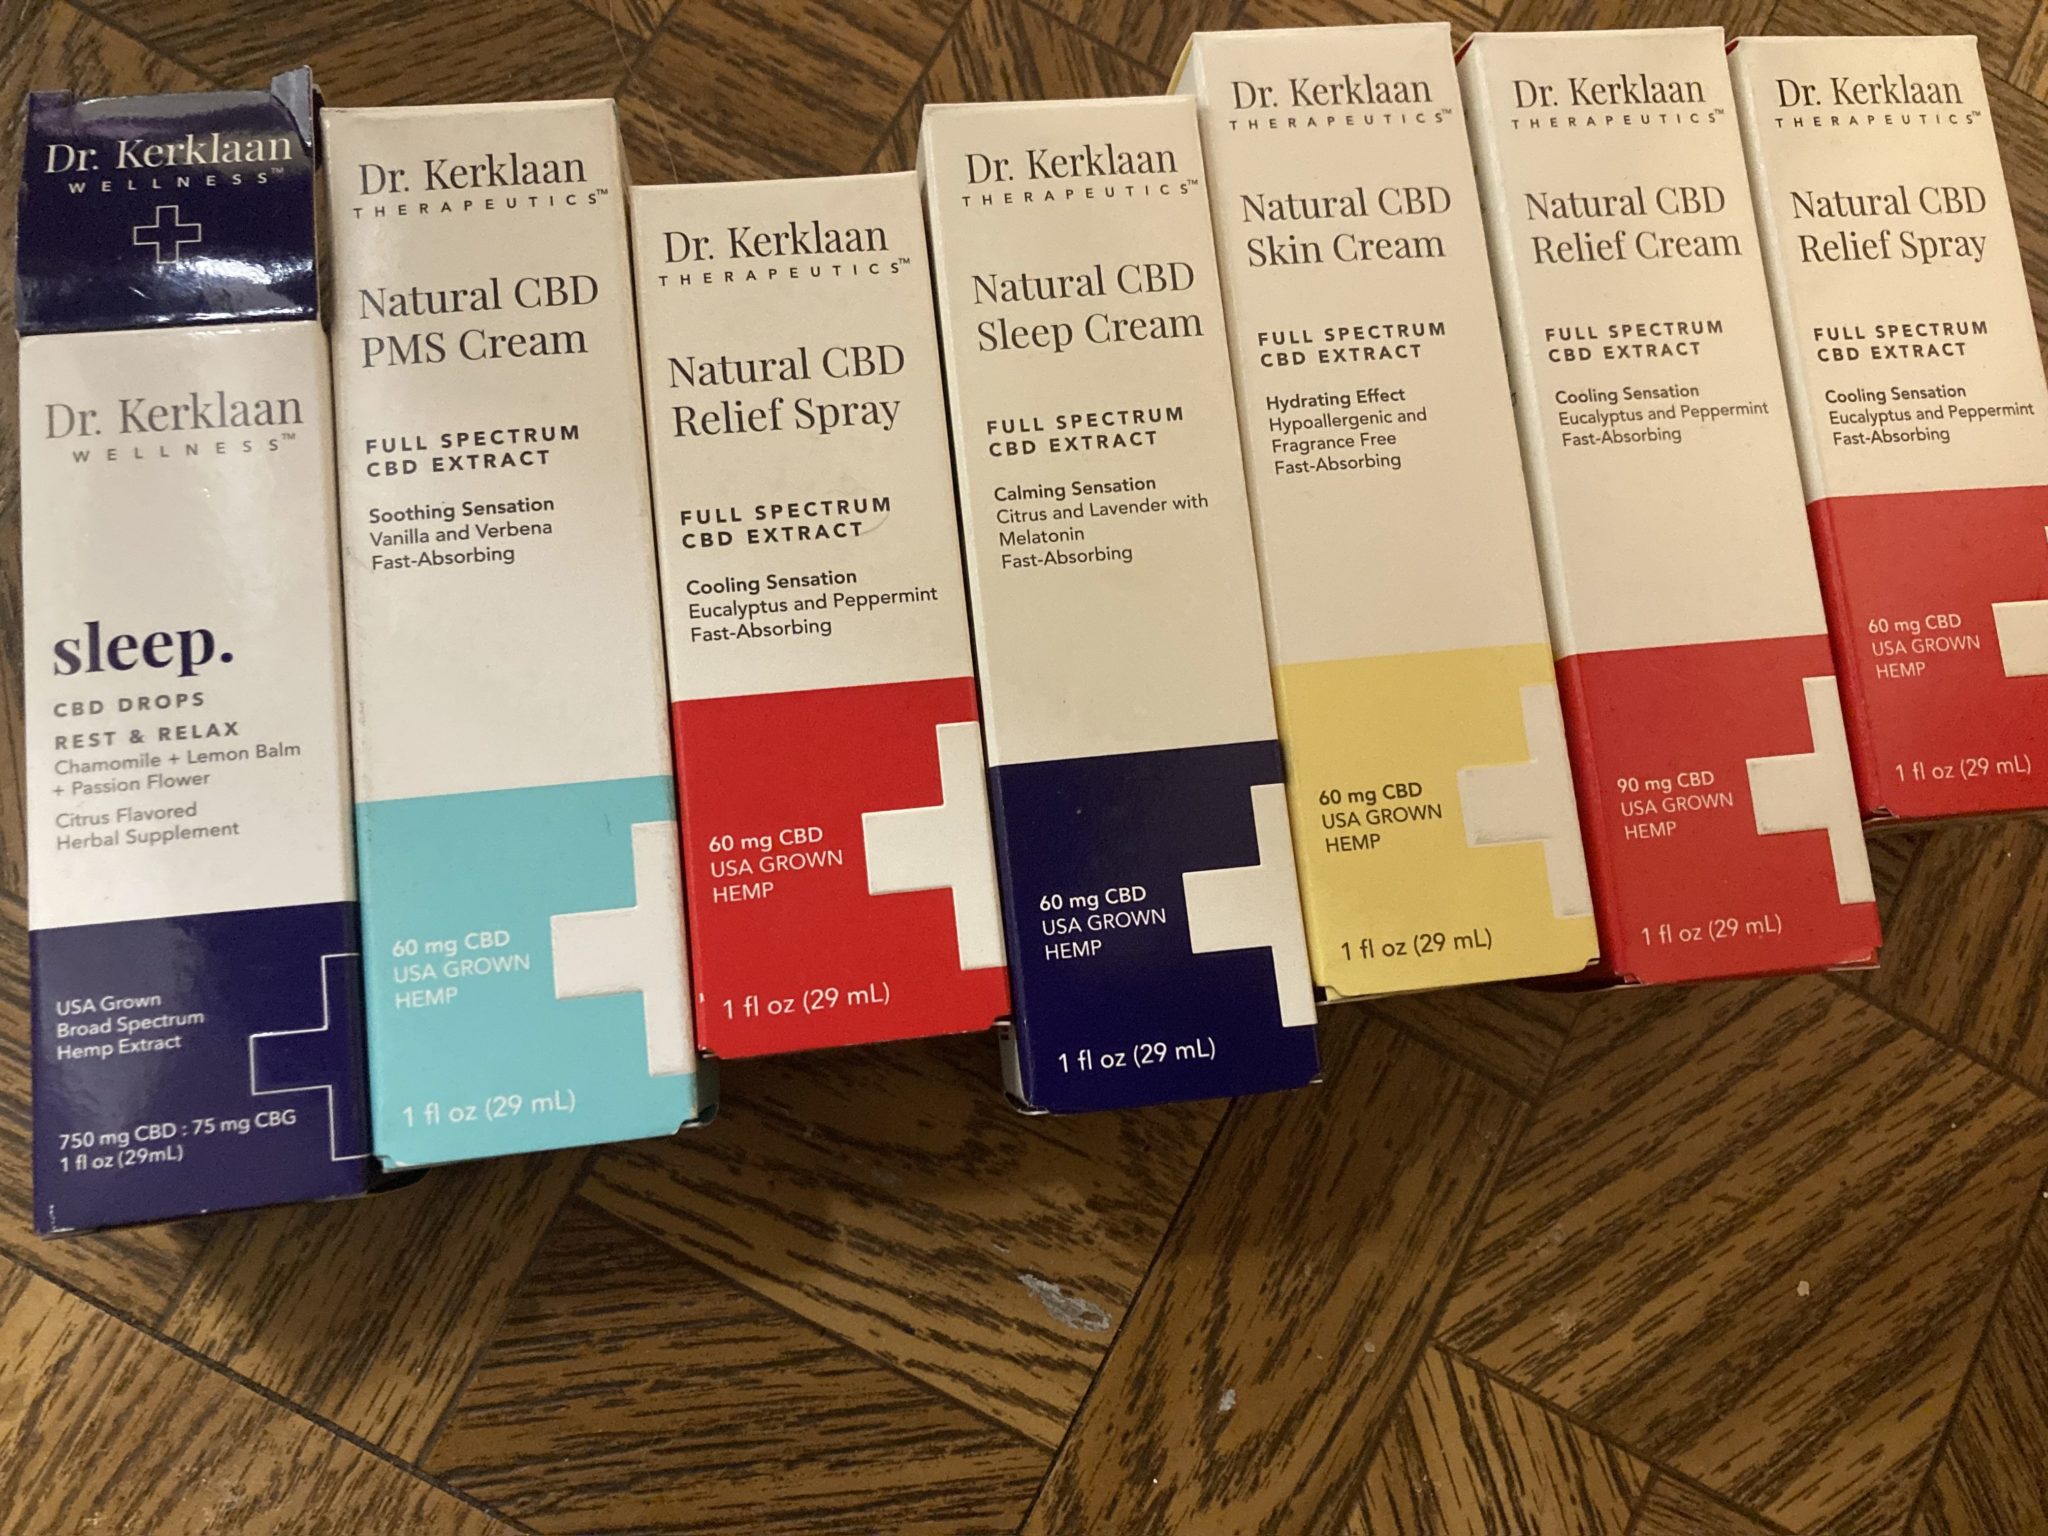 Dr. Kerklaan
WELLNESS™
Dr. Kerklaan
WELLNESS™
sleep.
CBD DROPS
REST & RELAX
Chamomile + Lemon Balm
+ Passion Flower
Citrus Flavored
Herbal Supplement
USA Grown
Broad Spectrum
Hemp Extract
750 mg CBD : 75 mg CBG
1 fl oz (29mL)
Dr. Kerklaan
THERAPEUTICS™
Natural CBD
PMS Cream
FULL SPECTRUM
CBD EXTRACT
Soothing Sensation
Vanilla and Verbena
Fast-Absorbing
60 mg CBD
USA GROWN
HEMP
1 fl oz (29 mL)
Dr. Kerklaan
THERAPEUTICS™
Natural CBD
Relief Spray
FULL SPECTRUM
CBD EXTRACT
Cooling Sensation
Eucalyptus and Peppermint
Fast-Absorbing
60 mg CBD
USA GROWN
HEMP
1 fl oz (29 mL)
Dr. Kerklaan
THERAPEUTICS™
Natural CBD
Sleep Cream
FULL SPECTRUM
CBD EXTRACT
Calming Sensation
Citrus and Lavender with
Melatonin
Fast-Absorbing
60 mg CBD
USA GROWN
HEMP
1 fl oz (29 mL)
Dr. Kerklaan
THERAPEUTICS™
Natural CBD
Skin Cream
FULL SPECTRUM
CBD EXTRACT
Hydrating Effect
Hypoallergenic and
Fragrance Free
Fast-Absorbing
60 mg CBD
USA GROWN
HEMP
1 fl oz (29 mL)
Dr. Kerklaan
THERAPEUTICS™
Natural CBD
Relief Cream
FULL SPECTRUM
CBD EXTRACT
Cooling Sensation
Eucalyptus and Peppermint
Fast-Absorbing
90 mg CBD
USA GROWN
HEMP
1 fl oz (29 mL)
Dr. Kerklaan
THERAPEUTICS™
Natural CBD
Relief Spray
FULL SPECTRUM
CBD EXTRACT
Cooling Sensation
Eucalyptus and Peppermint
Fast-Absorbing
60 mg CBD
USA GROWN
HEMP
1 fl oz (29 mL)